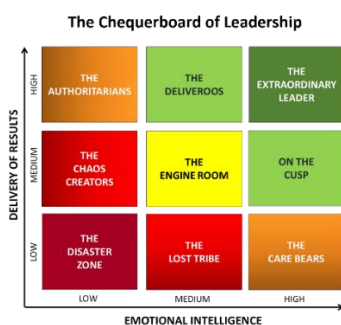 The Chequerboard of Leadership
DELIVERY OF RESULTS
HIGH
THE
AUTHORITARIANS
THE
DELIVEROOS
THE
EXTRAORDINARY
LEADER
MEDIUM
THE
CHAOS
CREATORS
THE
ENGINE ROOM
ON THE
CUSP
LOW
THE
DISASTER
ZONE
THE
LOST TRIBE
THE
CARE BEARS
LOW
MEDIUM
HIGH
EMOTIONAL INTELLIGENCE